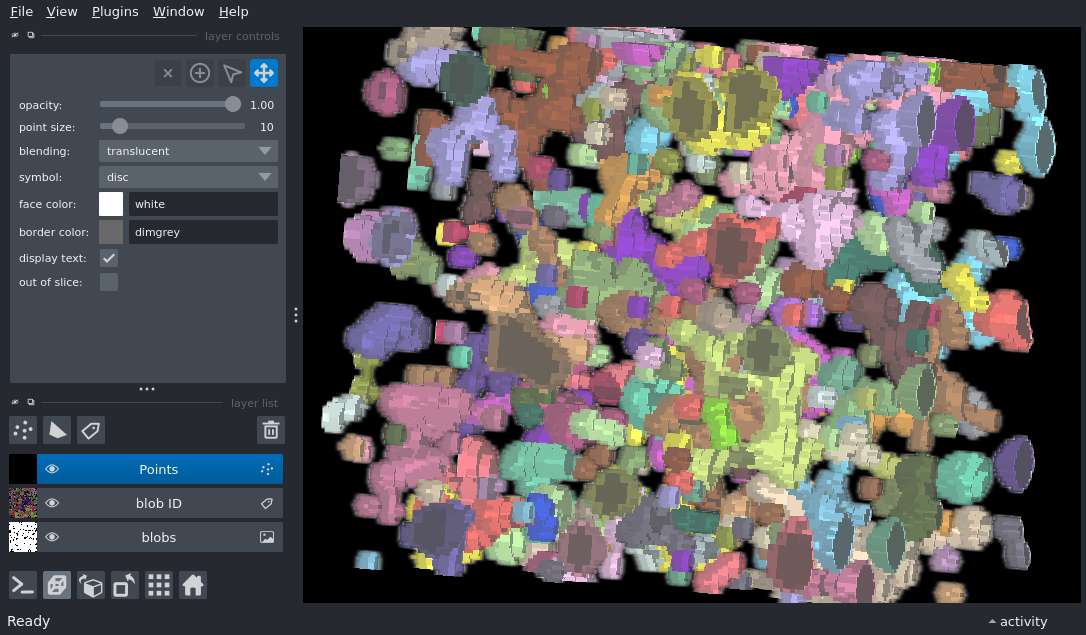 File View Plugins Window Help
layer controls
opacity: 1.00
point size: 10
blending: translucent
symbol: disc
face color: white
border color: dimgrey
display text:
out of slice:
layer list
Points
blob ID
blobs
Ready
activity